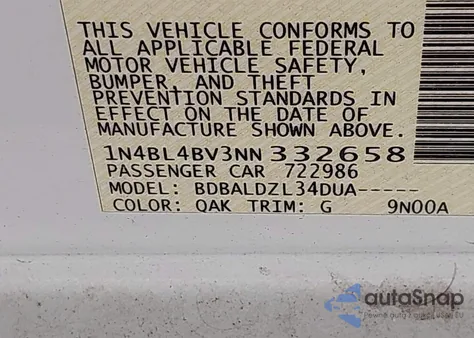 THIS VEHICLE CONFORMS TO
ALL APPLICABLE FEDERAL
MOTOR VEHICLE SAFETY,
BUMPER, AND THEFT
PREVENTION STANDARDS IN
EFFECT ON THE DATE OF
MANUFACTURE SHOWN ABOVE.
1N4BL4BV3NN332658
PASSENGER CAR 722986
MODEL: BDBALDZL34DUA-----
COLOR: QAK TRIM: G 9N00A
autoSnap